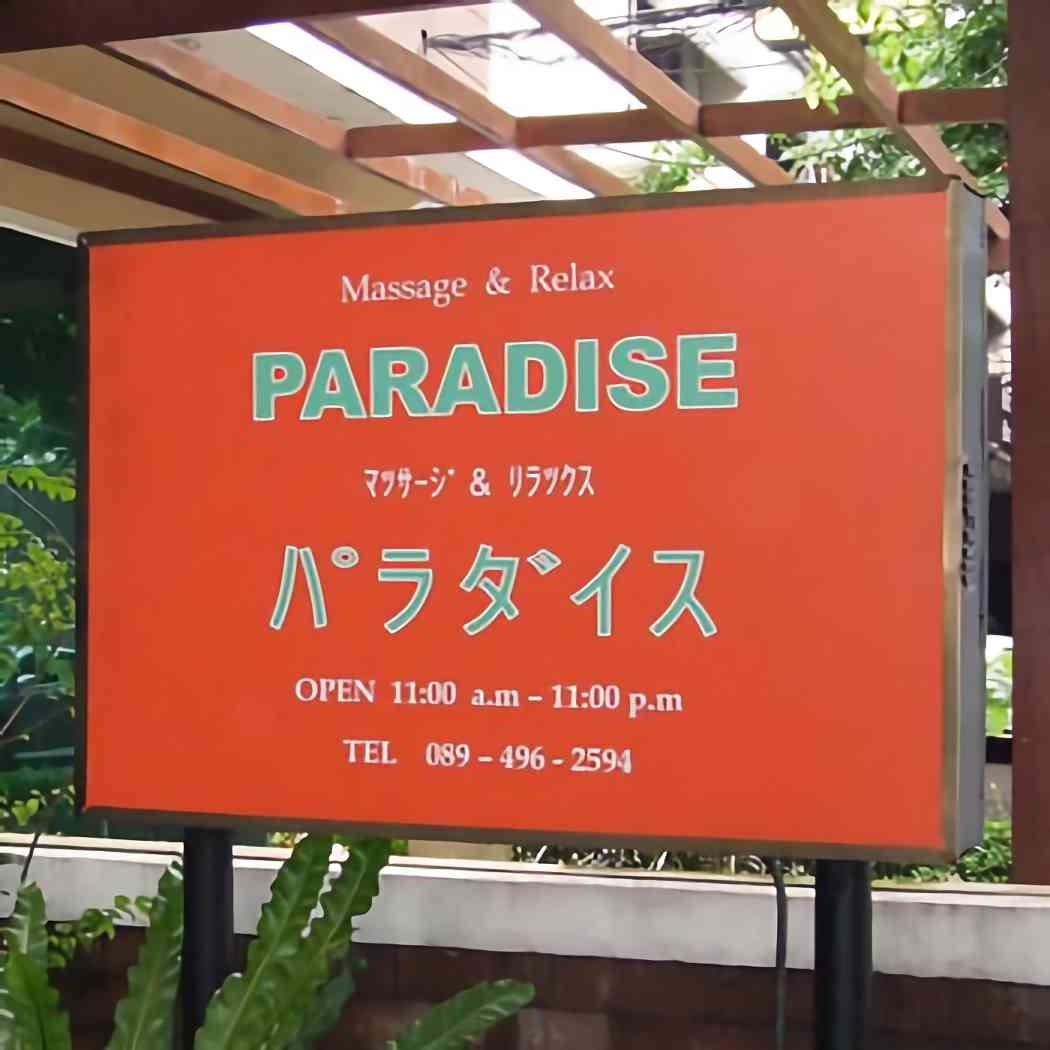 Massage & Relax
PARADISE
ﾏｯｻｰｼﾞ & ﾘﾗｯｸｽ
ﾊﾟﾗﾀﾞｲｽ
OPEN 11:00 a.m – 11:00 p.m
TEL 089 – 496 - 2594